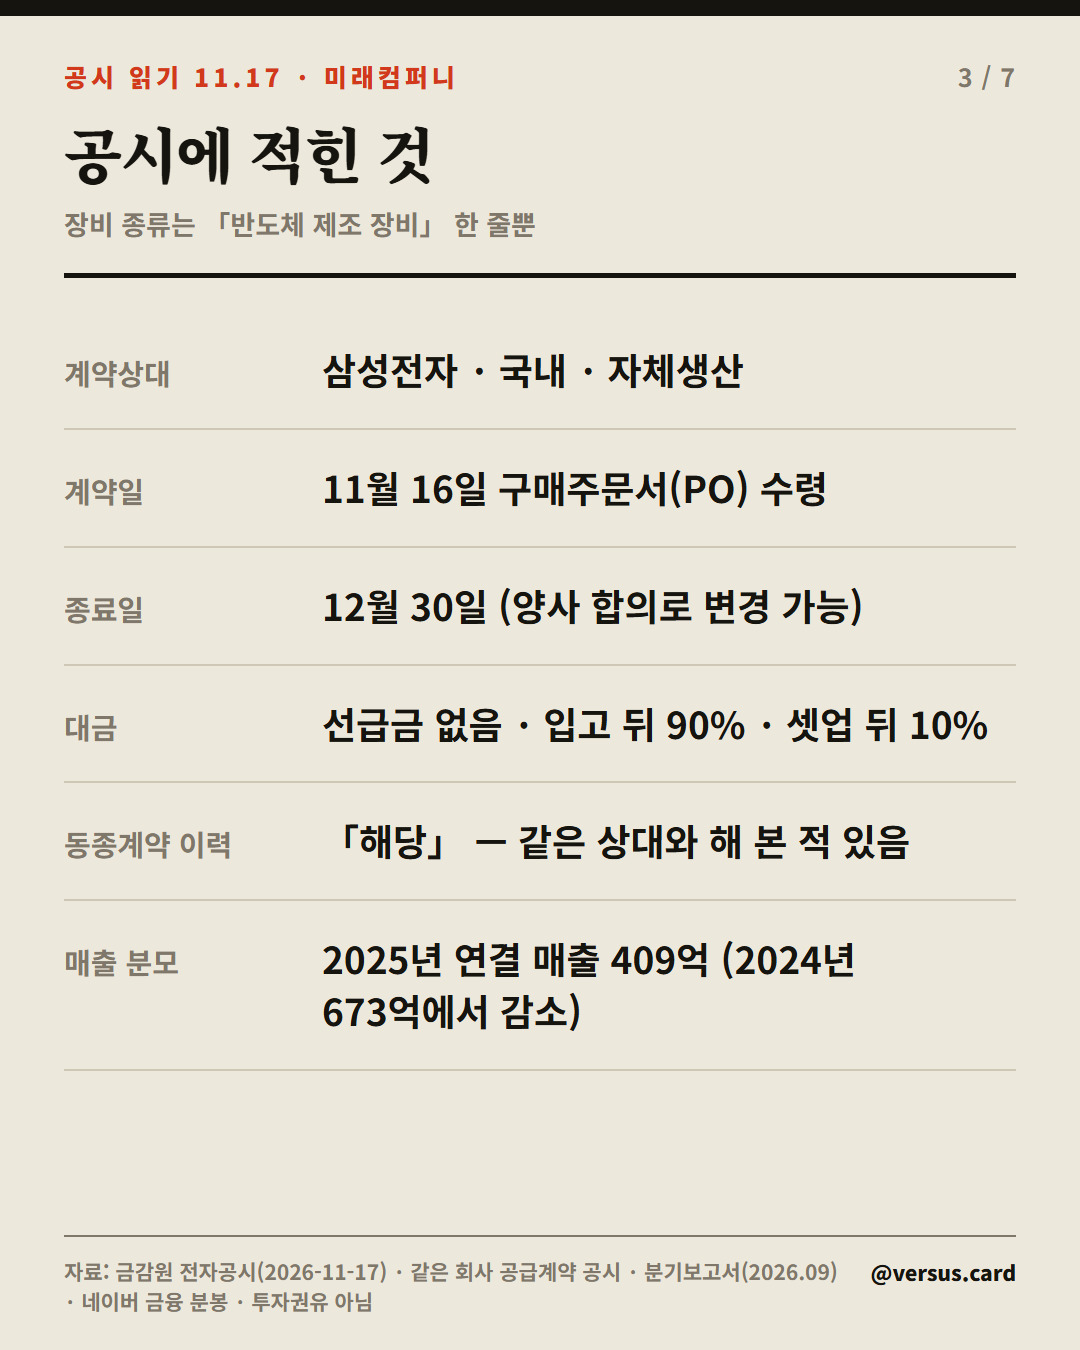 공시 읽기 11.17 · 미래컴퍼니
3 / 7
공시에 적힌 것
장비 종류는 「반도체 제조 장비」 한 줄뿐
계약상대
삼성전자 · 국내 · 자체생산
계약일
11월 16일 구매주문서(PO) 수령
종료일
12월 30일 (양사 합의로 변경 가능)
대금
선급금 없음 · 입고 뒤 90% · 셋업 뒤 10%
동종계약 이력
「해당」 — 같은 상대와 해 본 적 있음
매출 분모
2025년 연결 매출 409억 (2024년
673억에서 감소)
자료: 금감원 전자공시(2026-11-17) · 같은 회사 공급계약 공시 · 분기보고서(2026.09)
· 네이버 금융 분봉 · 투자권유 아님
@versus.card